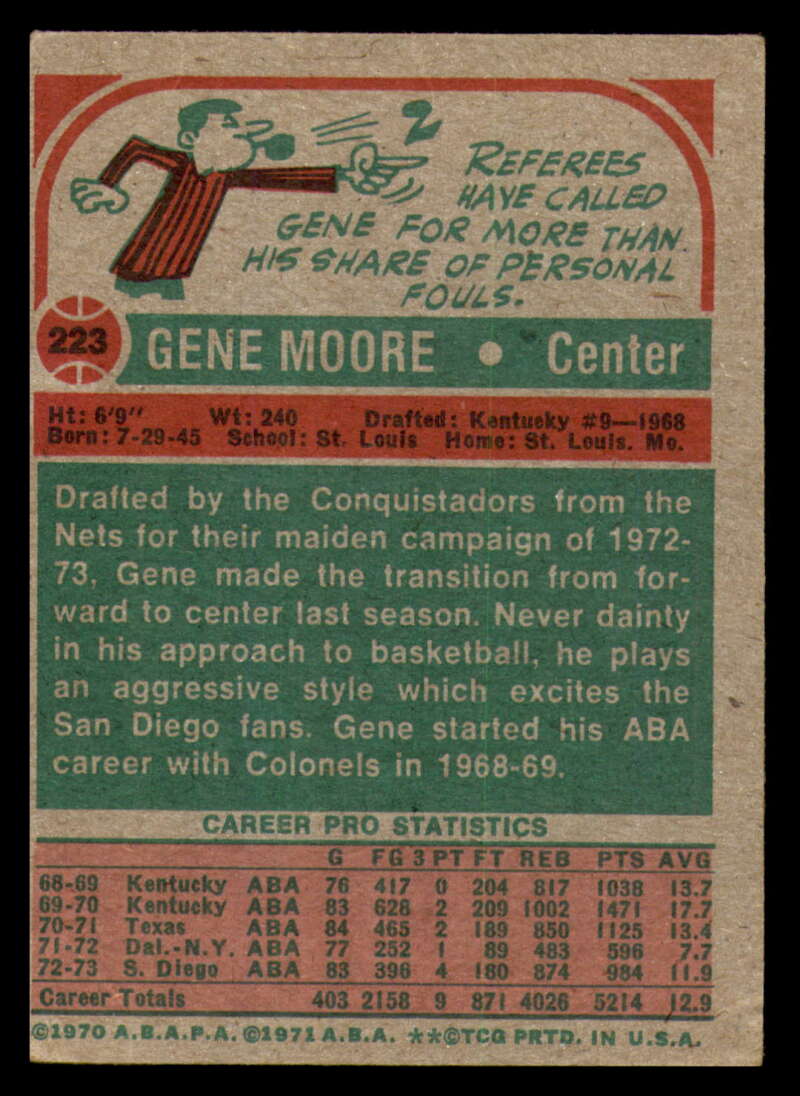 2
REFEREES
HAVE CALLED
GENE FOR MORE THAN
HIS SHARE OF PERSONAL
FOULS.
223 GENE MOORE • Center
Ht: 6'9" Wt: 240 Drafted: Kentucky #9—1968
Born: 7-29-45 School: St. Louis Home: St. Louis, Mo.
Drafted by the Conquistadors from the
Nets for their maiden campaign of 1972-
73, Gene made the transition from for-
ward to center last season. Never dainty
in his approach to basketball, he plays
an aggressive style which excites the
San Diego fans. Gene started his ABA
career with Colonels in 1968-69.
CAREER PRO STATISTICS
G FG 3 PT FT REB PTS AVG
68-69 Kentucky ABA 76 417 0 204 817 1038 13.7
69-70 Kentucky ABA 83 628 2 209 1002 1471 17.7
70-71 Texas ABA 84 465 2 189 850 1125 13.4
71-72 Dal.-N.Y. ABA 77 252 1 89 483 596 7.7
72-73 S. Diego ABA 83 396 4 180 874 984 11.9
Career Totals 403 2158 9 871 4026 5214 12.9
©1970 A.B.A.P.A. ©1971 A.B.A. **©TCG PRTD. IN U.S.A.